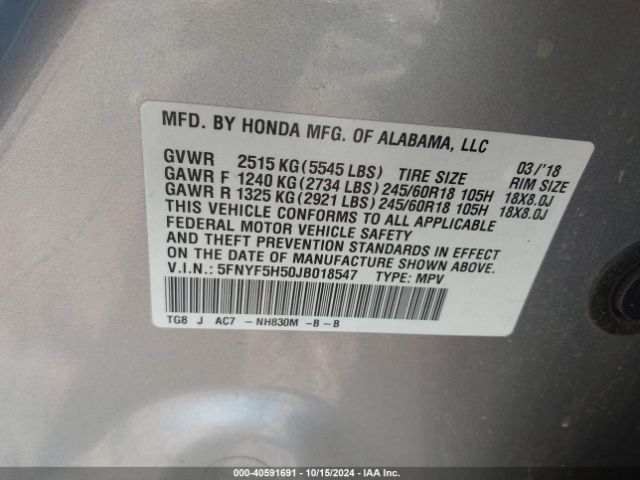 MFD. BY HONDA MFG. OF ALABAMA, LLC
03/'18
GVWR 2515 KG (5545 LBS) TIRE SIZE RIM SIZE
GAWR F 1240 KG (2734 LBS) 245/60R18 105H 18X8.0J
GAWR R 1325 KG (2921 LBS) 245/60R18 105H 18X8.0J
THIS VEHICLE CONFORMS TO ALL APPLICABLE
FEDERAL MOTOR VEHICLE SAFETY
AND THEFT PREVENTION STANDARDS IN EFFECT
ON THE DATE OF MANUFACTURE SHOWN ABOVE.
V.I.N.: 5FNYF5H50JB018547 TYPE: MPV
TG8 J AC7 - NH830M -B - B
000-40591691 - 10/15/2024 - IAA Inc.